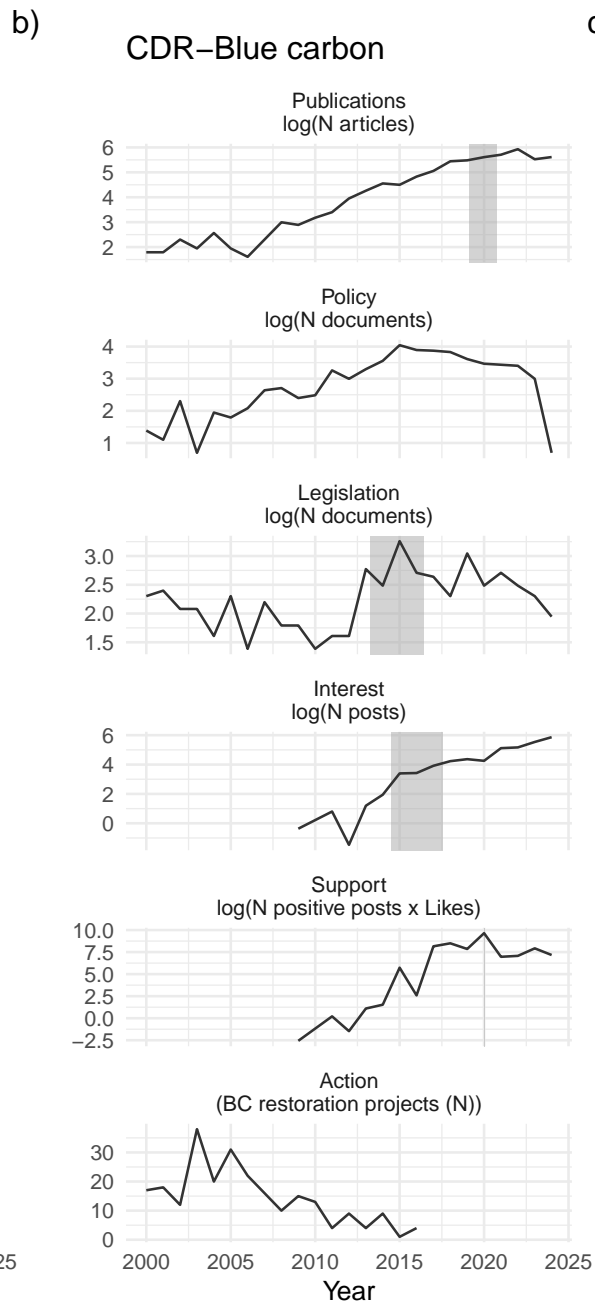 b)
c
CDR−Blue carbon
Publications
log(N articles)
6
5
4
3
2
Policy
log(N documents)
4
3
2
1
Legislation
log(N documents)
3.0
2.5
2.0
1.5
Interest
log(N posts)
6
4
2
0
Support
log(N positive posts x Likes)
10.0
7.5
5.0
2.5
0.0
−2.5
Action
(BC restoration projects (N))
30
20
10
0
25 2000 2005 2010 2015 2020 2025
Year